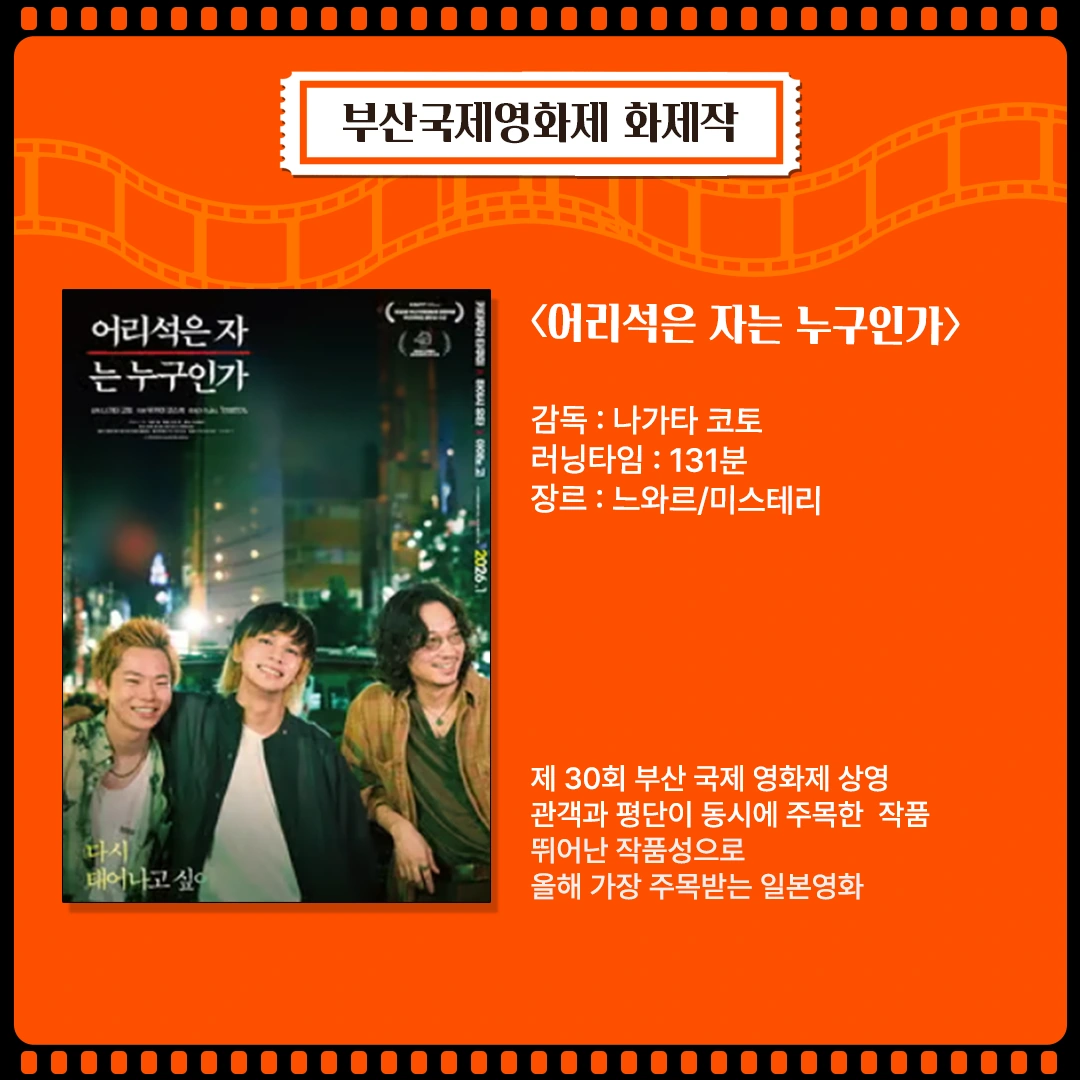 부산국제영화제 화제작
<어리석은 자는 누구인가>
감독 : 나가타 코토
러닝타임 : 131분
장르 : 느와르/미스테리
제 30회 부산 국제 영화제 상영
관객과 평단이 동시에 주목한 작품
뛰어난 작품성으로
올해 가장 주목받는 일본영화
어리석은 자
는 누구인가
2026.1
다시
태어나고 싶어